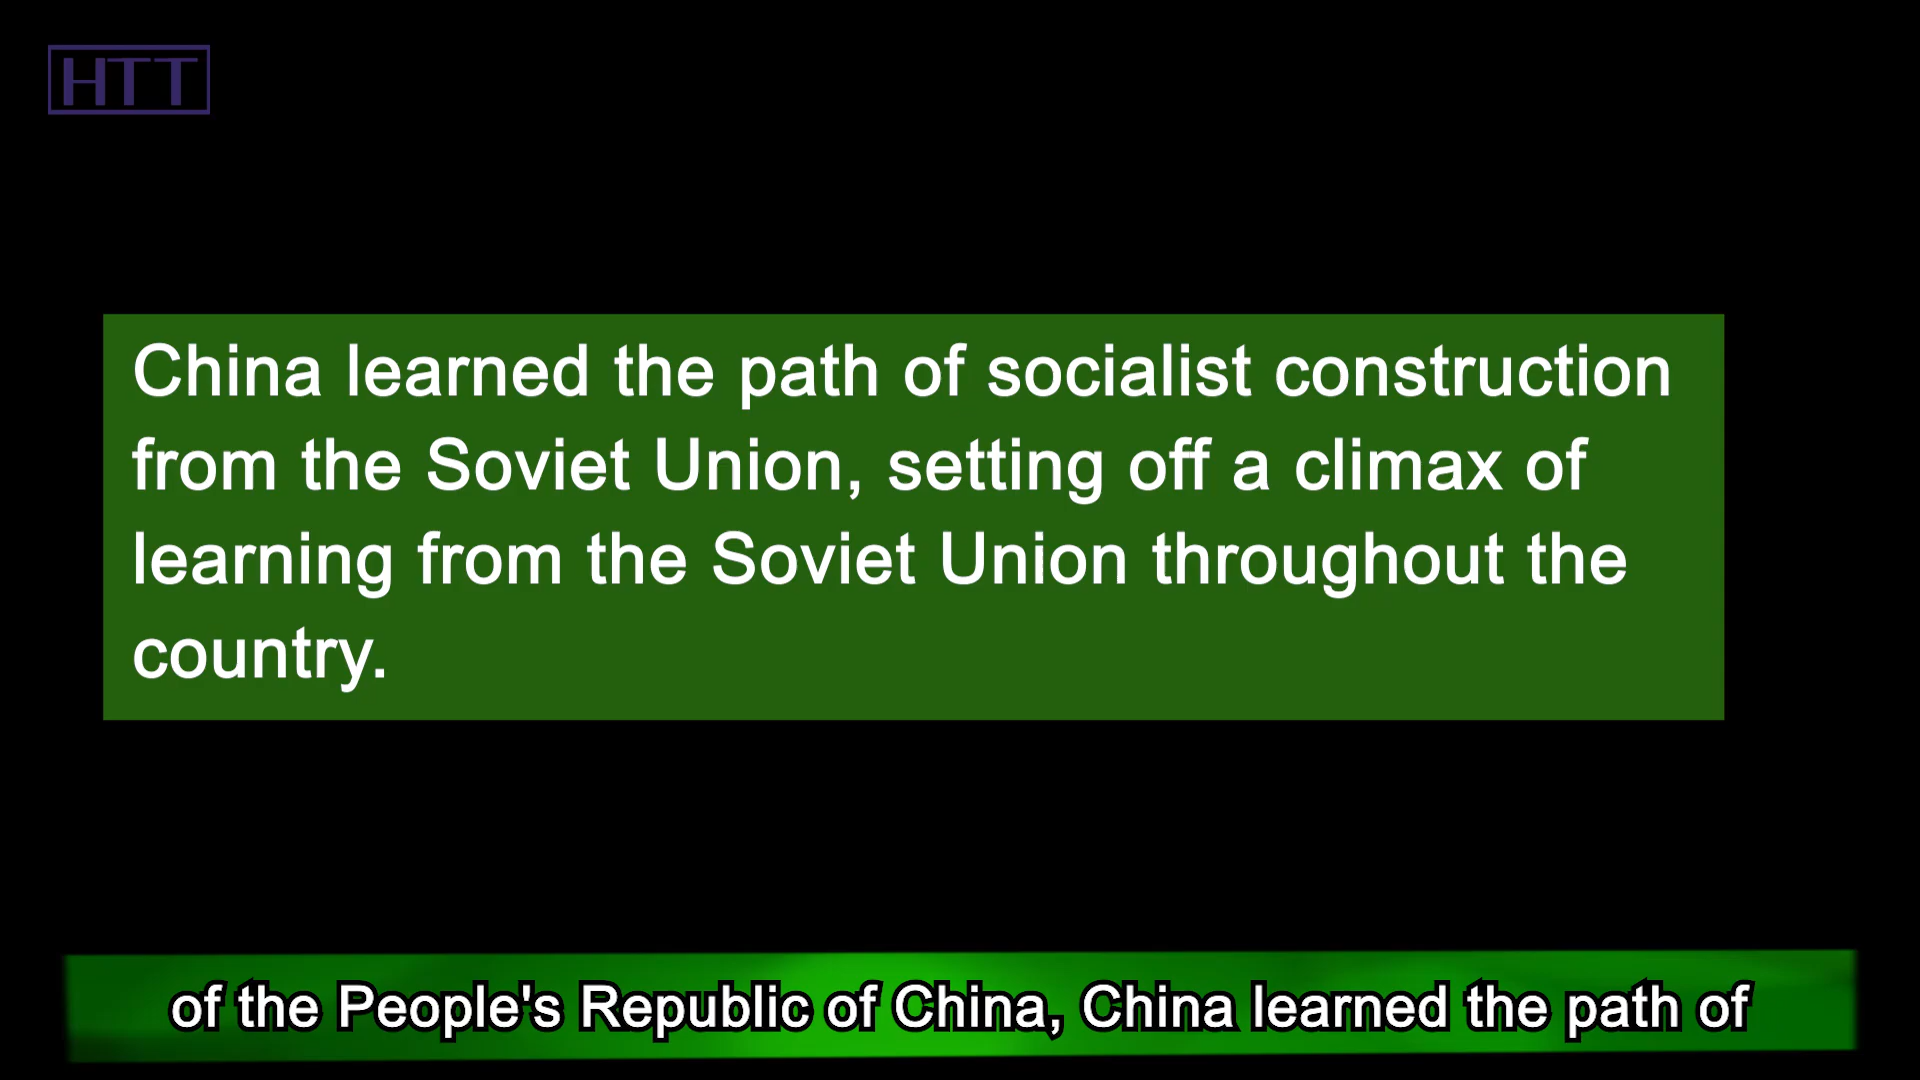 HTT
China learned the path of socialist construction
from the Soviet Union, setting off a climax of
learning from the Soviet Union throughout the
country.
of the People's Republic of China, China learned the path of